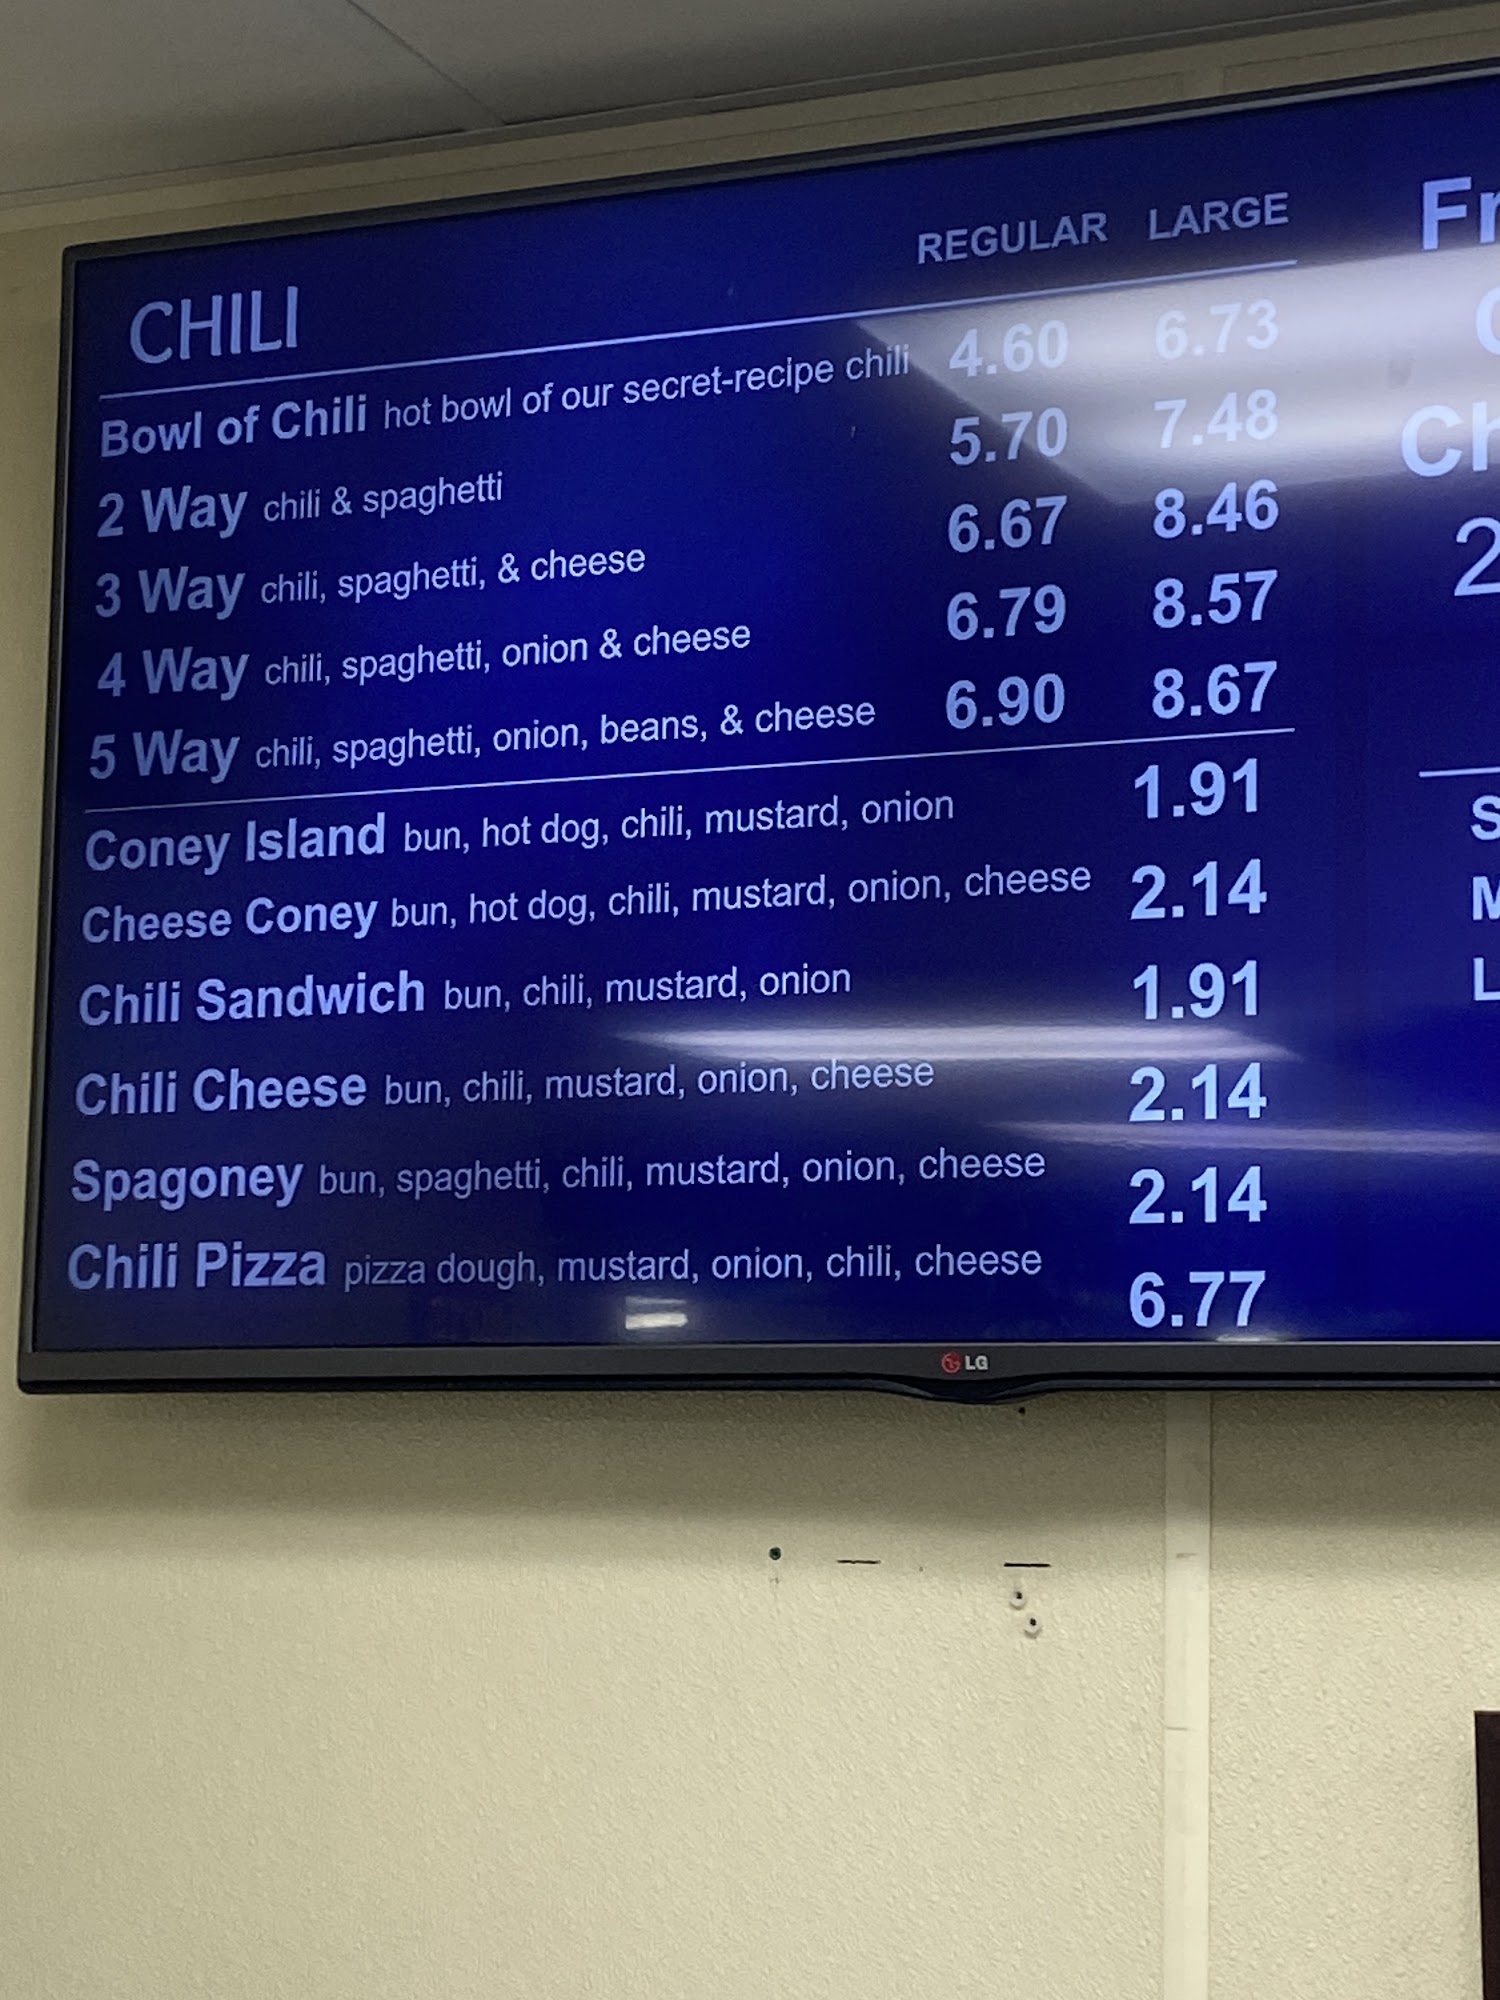 REGULAR LARGE
CHILI
Bowl of Chili hot bowl of our secret-recipe chili 4.60 6.73
2 Way chili & spaghetti 5.70 7.48
3 Way chili, spaghetti, & cheese 6.67 8.46
4 Way chili, spaghetti, onion & cheese 6.79 8.57
5 Way chili, spaghetti, onion, beans, & cheese 6.90 8.67
Coney Island bun, hot dog, chili, mustard, onion 1.91
Cheese Coney bun, hot dog, chili, mustard, onion, cheese 2.14
Chili Sandwich bun, chili, mustard, onion 1.91
Chili Cheese bun, chili, mustard, onion, cheese 2.14
Spagoney bun, spaghetti, chili, mustard, onion, cheese 2.14
Chili Pizza pizza dough, mustard, onion, chili, cheese 6.77
LG
Fr
Ch
2
S
M
L